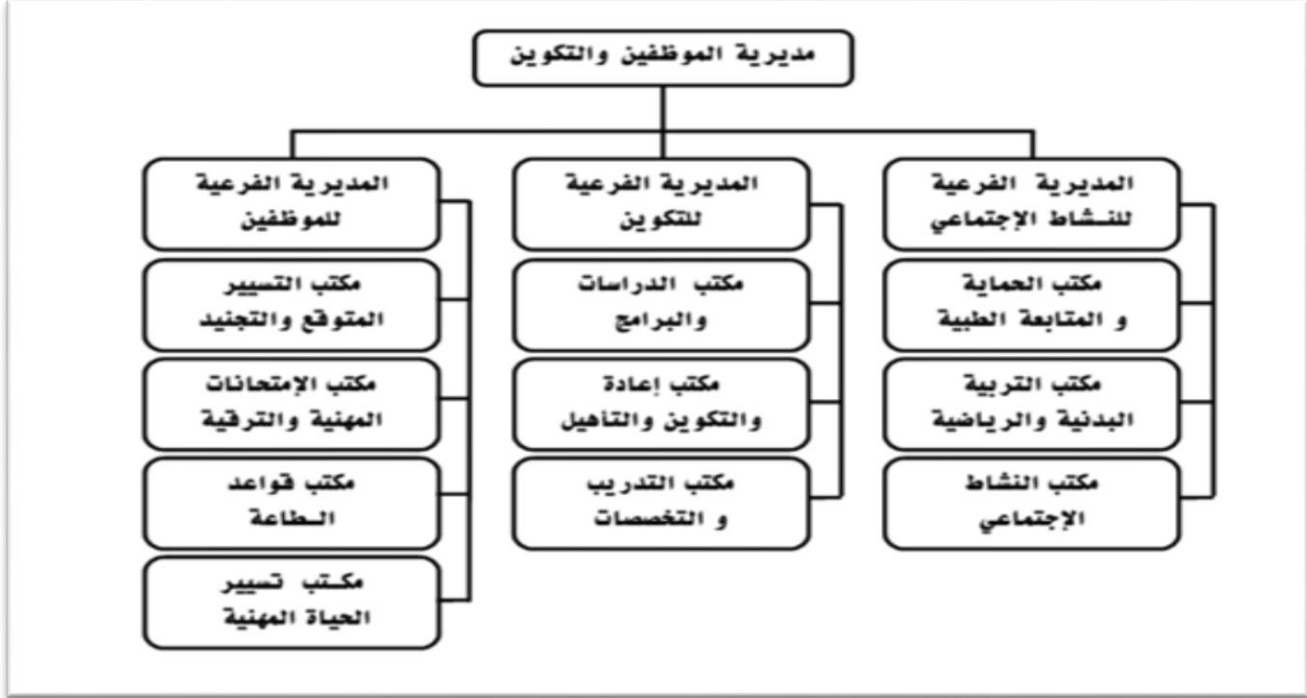 مديرية الموظفين والتكوين
المديرية الفرعية
للنشاط الإجتماعي
مكتب الحماية
و المتابعة الطبية
مكتب التربية
البدنية والرياضية
مكتب النشاط
الإجتماعي
المديرية الفرعية
للتكوين
مكتب الدراسات
والبرامج
مكتب إعادة
والتكوين والتأهيل
مكتب التدريب
و التخصصات
المديرية الفرعية
للموظفين
مكتب التسيير
المتوقع والتجنيد
مكتب الإمتحانات
المهنية والترقية
مكتب قواعد
الـطاعة
مكـتب تسيير
الحياة المهنية